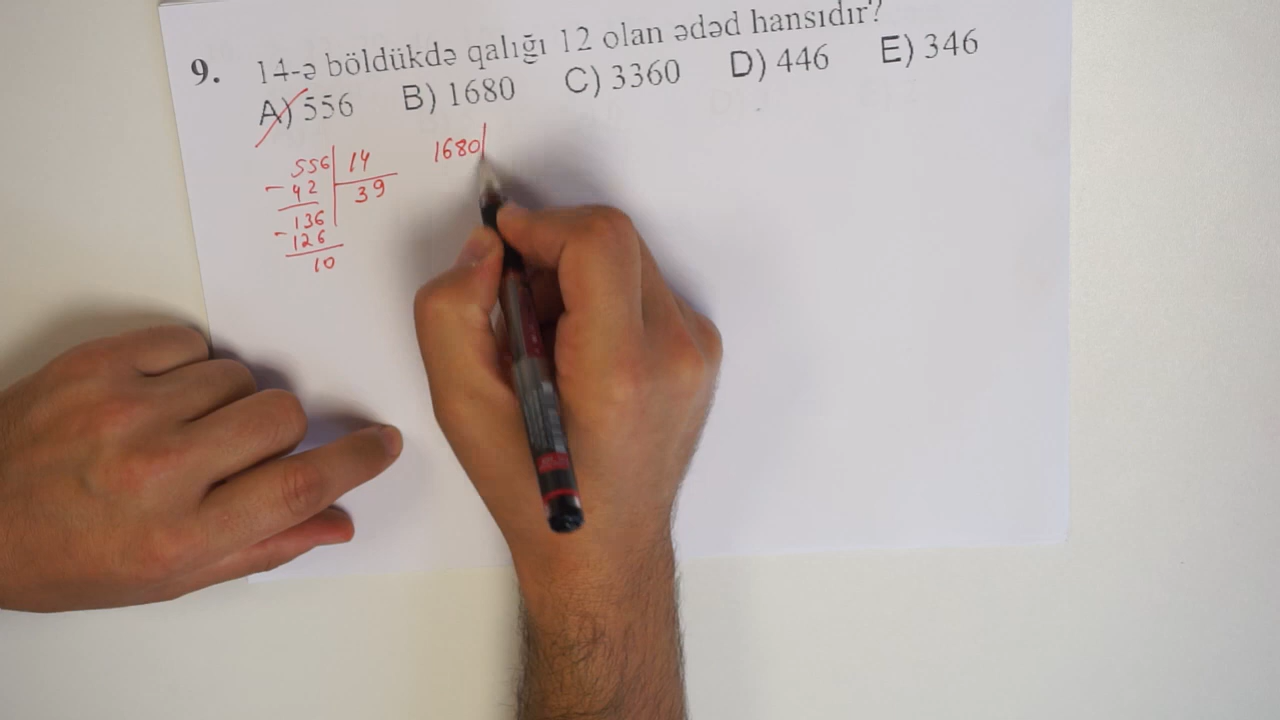 9. 14-ə böldükdə qalığı 12 olan ədəd hansıdır?
A) 556 B) 1680 C) 3360 D) 446 E) 346
556 14 1680
- 42 39
136
- 126
10